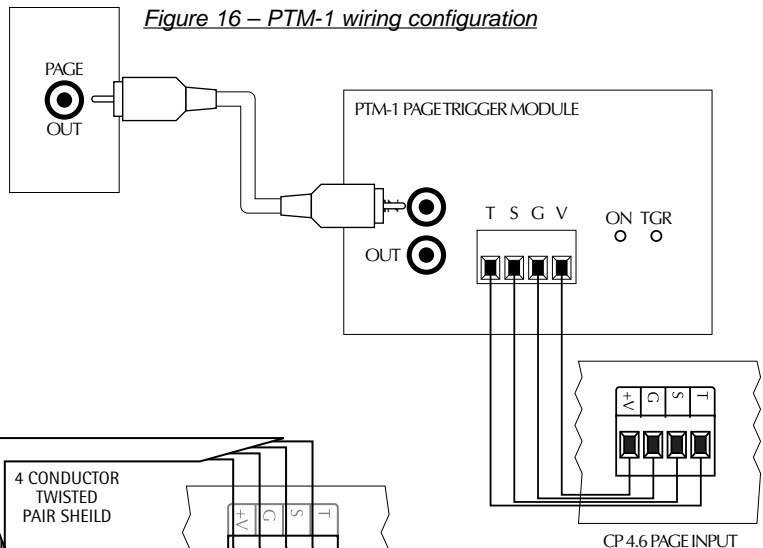 Figure 16 – PTM-1 wiring configuration
PAGE
OUT
PTM-1 PAGE TRIGGER MODULE
T S G V
ON TGR
OUT
+V G S T
CP 4.6 PAGE INPUT
4 CONDUCTOR
TWISTED
PAIR SHEILD
+V G S T